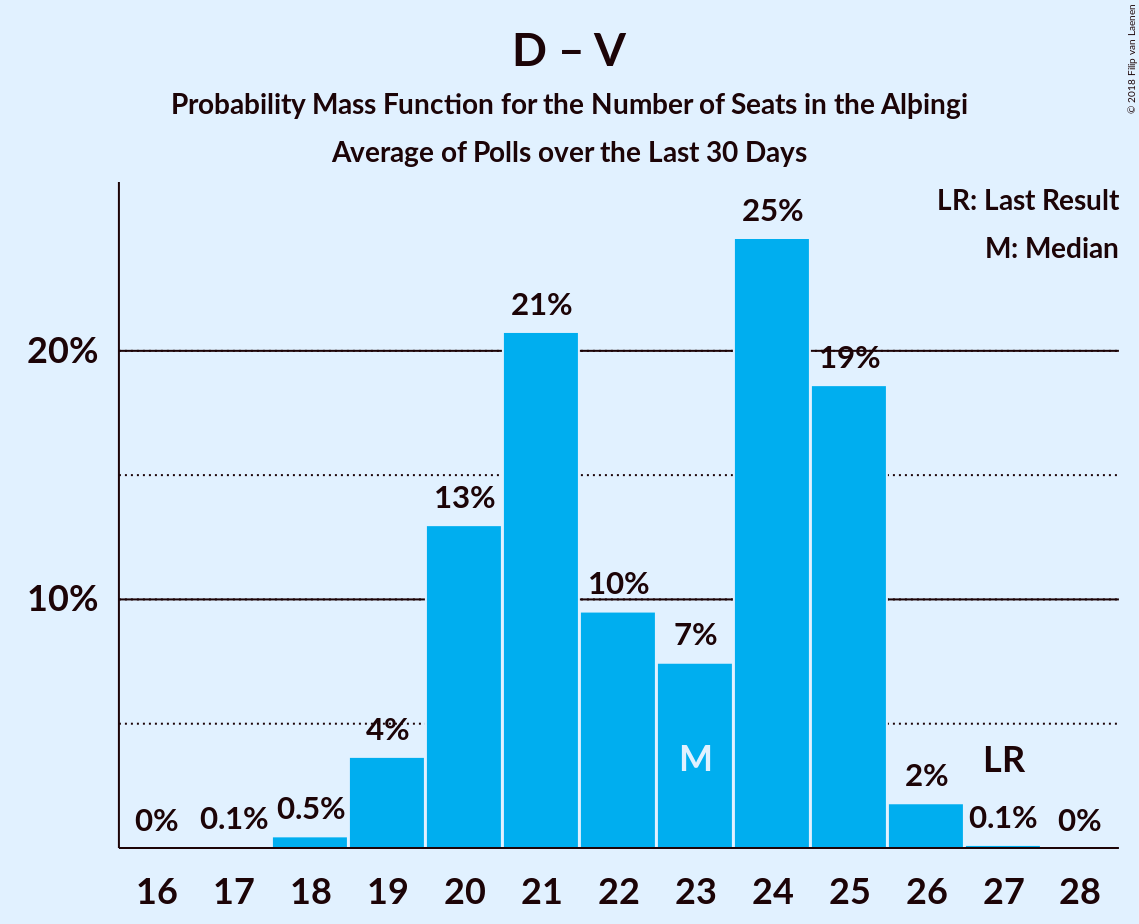 D – V
Probability Mass Function for the Number of Seats in the Alþingi
Average of Polls over the Last 30 Days
© 2018 Filip van Laenen
LR: Last Result
M: Median
25%
21%
20%
19%
13%
10%
10%
7%
4%
M
LR
2%
0%
0.1%
0.5%
0.1%
0%
16 17 18 19 20 21 22 23 24 25 26 27 28